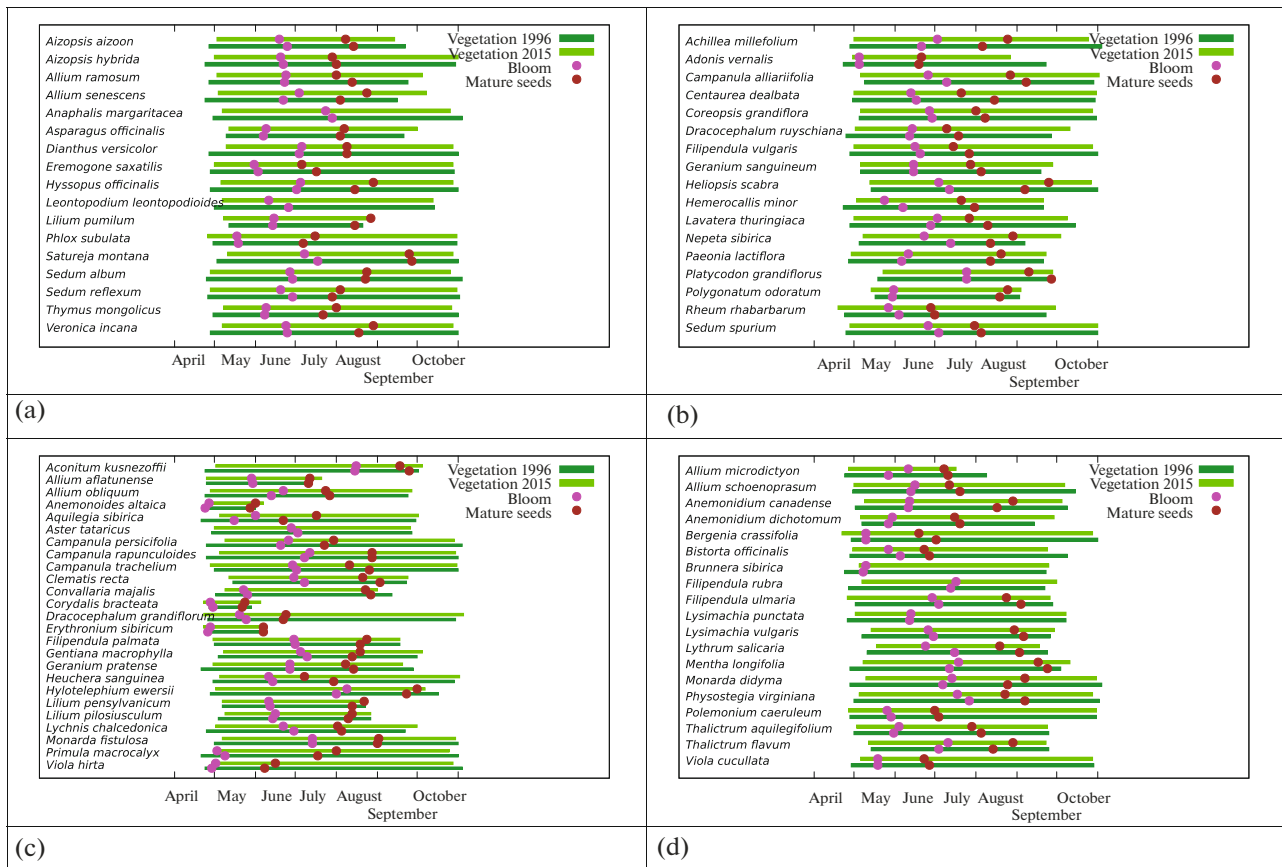 Aizopsis aizoon
Aizopsis hybrida
Allium ramosum
Allium senescens
Anaphalis margaritacea
Asparagus officinalis
Dianthus versicolor
Eremogone saxatilis
Hyssopus officinalis
Leontopodium leontopodioides
Lilium pumilum
Phlox subulata
Satureja montana
Sedum album
Sedum reflexum
Thymus mongolicus
Veronica incana
Vegetation 1996
Vegetation 2015
Bloom
Mature seeds
April May June July August October
September
(a)
Achillea millefolium
Adonis vernalis
Campanula alliariifolia
Centaurea dealbata
Coreopsis grandiflora
Dracocephalum ruyschiana
Filipendula vulgaris
Geranium sanguineum
Heliopsis scabra
Hemerocallis minor
Lavatera thuringiaca
Nepeta sibirica
Paeonia lactiflora
Platycodon grandiflorus
Polygonatum odoratum
Rheum rhabarbarum
Sedum spurium
Vegetation 1996
Vegetation 2015
Bloom
Mature seeds
April May June July August October
September
(b)
Aconitum kusnezoffii
Allium aflatunense
Allium obliquum
Anemonoides altaica
Aquilegia sibirica
Aster tataricus
Campanula persicifolia
Campanula rapunculoides
Campanula trachelium
Clematis recta
Convallaria majalis
Corydalis bracteata
Dracocephalum grandiflorum
Erythronium sibiricum
Filipendula palmata
Gentiana macrophylla
Geranium pratense
Heuchera sanguinea
Hylotelephium ewersii
Lilium pensylvanicum
Lilium pilosiusculum
Lychnis chalcedonica
Monarda fistulosa
Primula macrocalyx
Viola hirta
Vegetation 1996
Vegetation 2015
Bloom
Mature seeds
April May June July August October
September
(c)
Allium microdictyon
Allium schoenoprasum
Anemonidium canadense
Anemonidium dichotomum
Bergenia crassifolia
Bistorta officinalis
Brunnera sibirica
Filipendula rubra
Filipendula ulmaria
Lysimachia punctata
Lysimachia vulgaris
Lythrum salicaria
Mentha longifolia
Monarda didyma
Physostegia virginiana
Polemonium caeruleum
Thalictrum aquilegifolium
Thalictrum flavum
Viola cucullata
Vegetation 1996
Vegetation 2015
Bloom
Mature seeds
April May June July August October
September
(d)